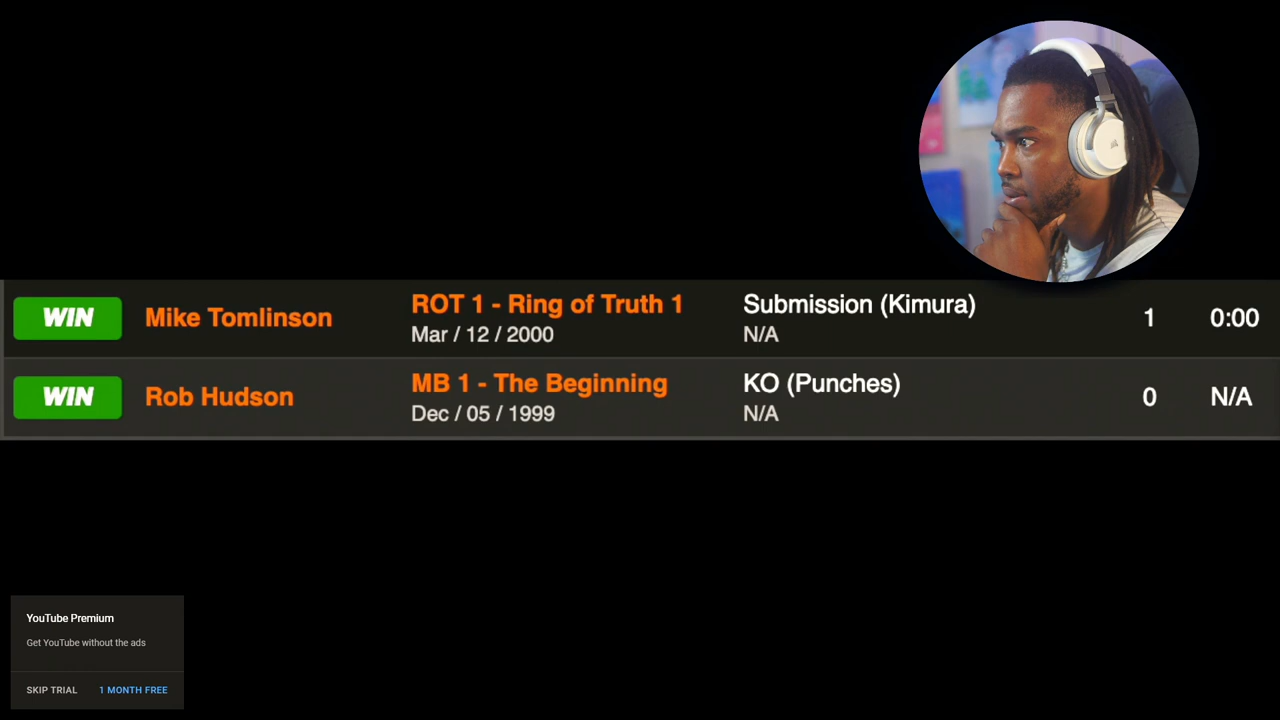 WIN
Mike Tomlinson
ROT 1 - Ring of Truth 1
Mar / 12 / 2000
Submission (Kimura)
N/A
1
0:00
WIN
Rob Hudson
MB 1 - The Beginning
Dec / 05 / 1999
KO (Punches)
N/A
0
N/A
YouTube Premium
Get YouTube without the ads
SKIP TRIAL
1 MONTH FREE